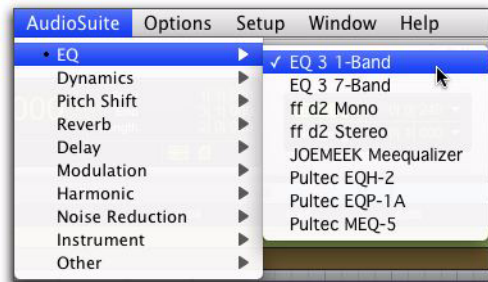 AudioSuite Options Setup Window Help
• EQ
Dynamics
Pitch Shift
Reverb
Delay
Modulation
Harmonic
Noise Reduction
Instrument
Other
✓ EQ 3 1-Band
EQ 3 7-Band
ff d2 Mono
ff d2 Stereo
JOEMEEK Meequalizer
Pultec EQH-2
Pultec EQP-1A
Pultec MEQ-5